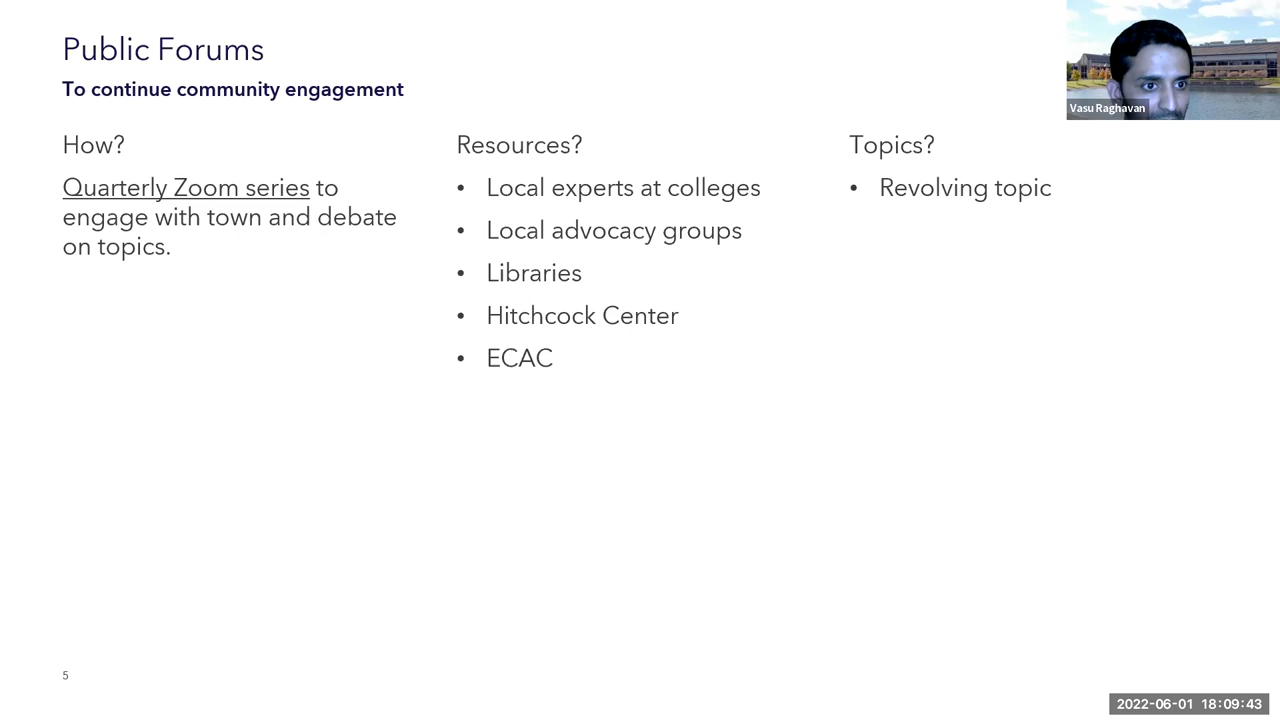 Public Forums
To continue community engagement
Vasu Raghavan
How?
Quarterly Zoom series to
engage with town and debate
on topics.
Resources?
• Local experts at colleges
• Local advocacy groups
• Libraries
• Hitchcock Center
• ECAC
Topics?
• Revolving topic
5
2022-06-01 18:09:43